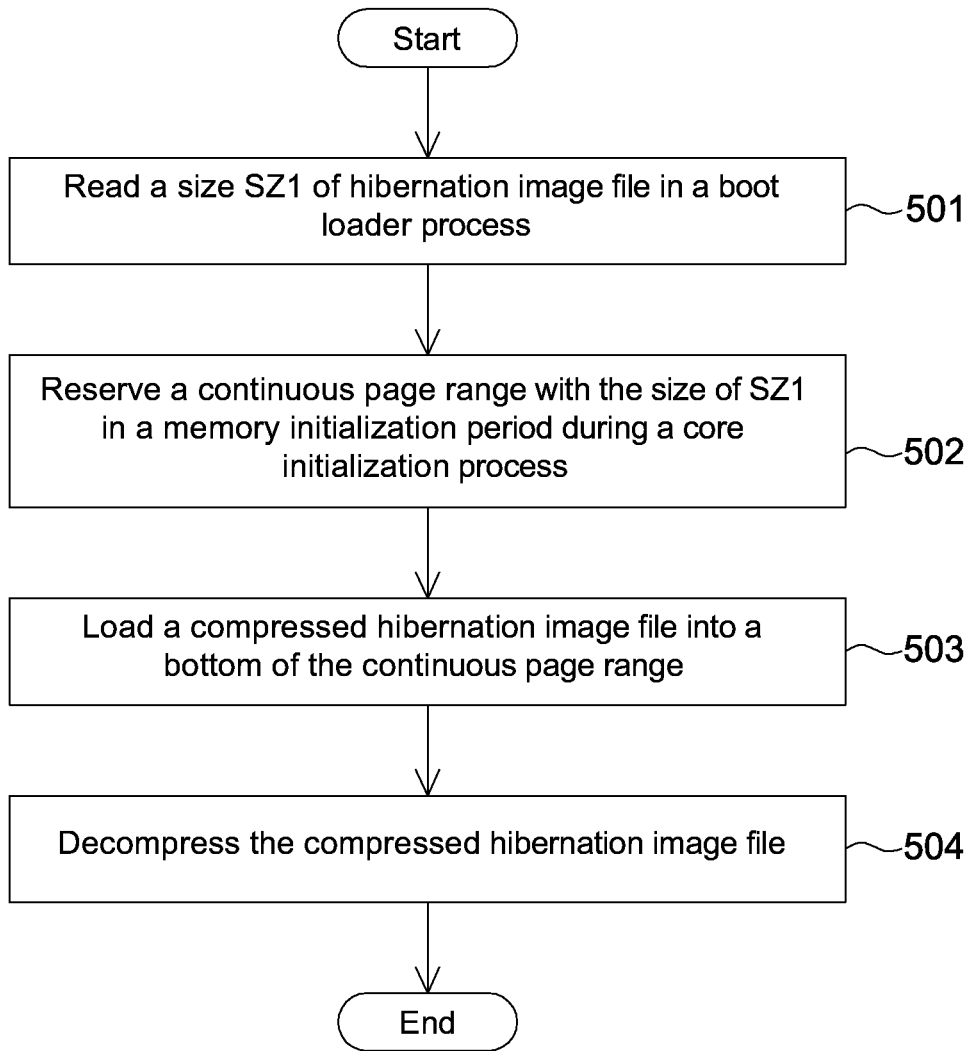 Start
Read a size SZ1 of hibernation image file in a boot
loader process
501
Reserve a continuous page range with the size of SZ1
in a memory initialization period during a core
initialization process
502
Load a compressed hibernation image file into a
bottom of the continuous page range
503
Decompress the compressed hibernation image file
504
End